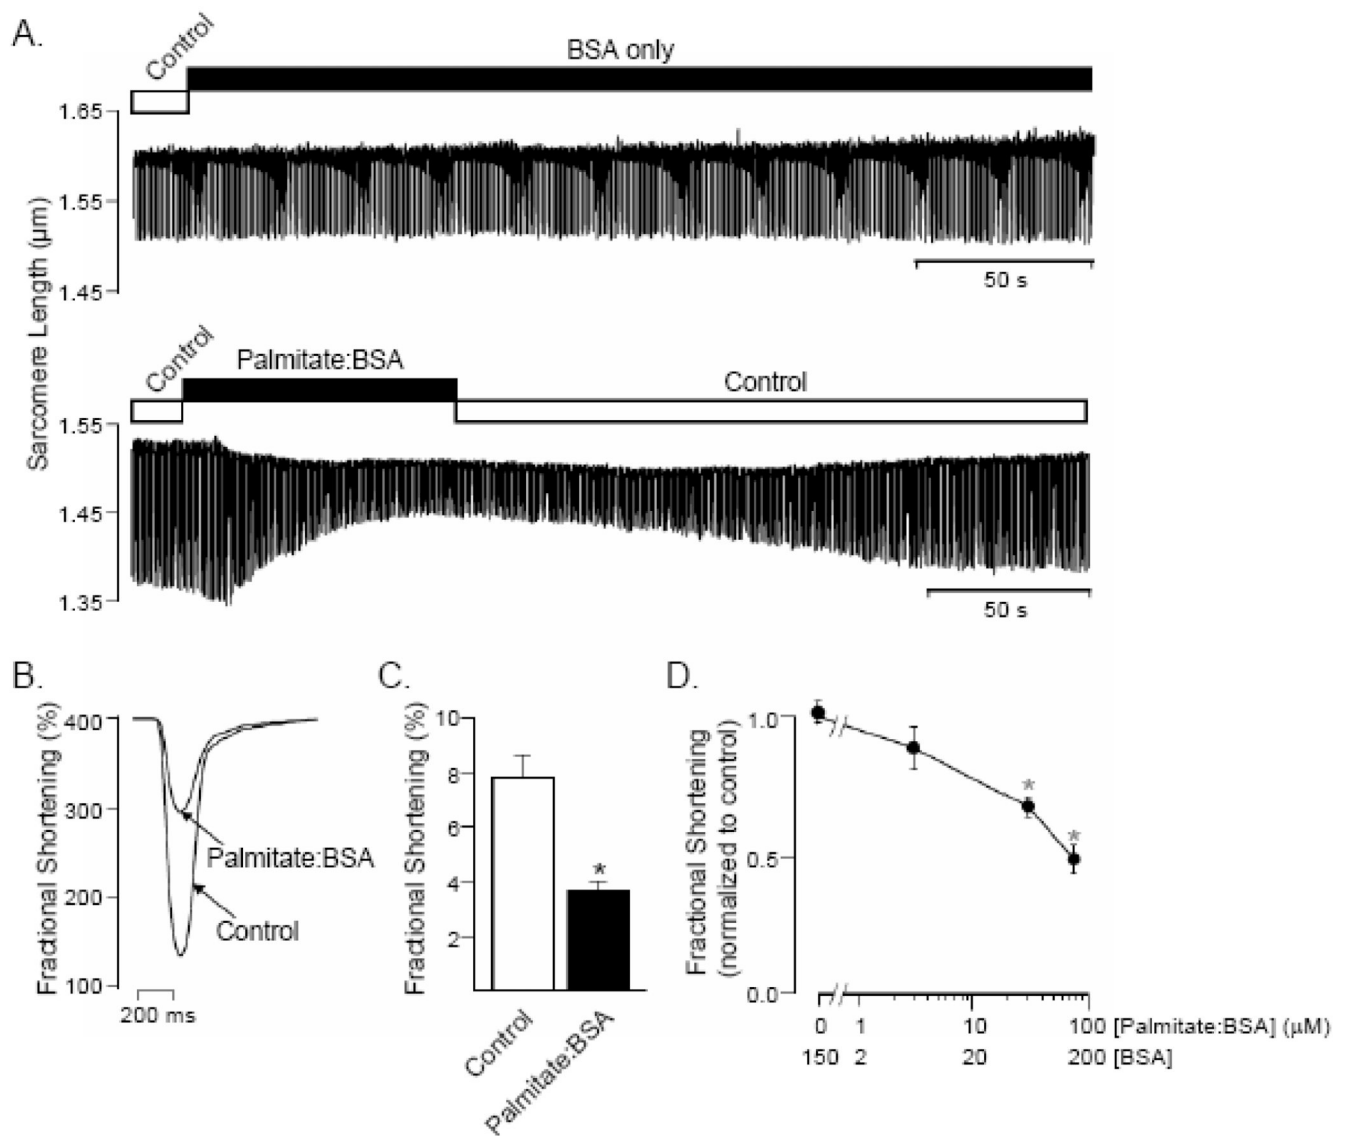 A.
Control
BSA only
1.65
1.55
1.45
50 s
Sarcomere Length (μm)
Control
Palmitate:BSA
Control
1.55
1.45
1.35
50 s
B.
Fractional Shortening (%)
400
300
200
100
Palmitate:BSA
Control
200 ms
C.
Fractional Shortening (%)
10
8
6
4
2
*
Control
Palmitate:BSA
D.
Fractional Shortening
(normalized to control)
1.0
0.5
0.0
*
*
0 1 10 100 [Palmitate:BSA] (μM)
150 2 20 200 [BSA]